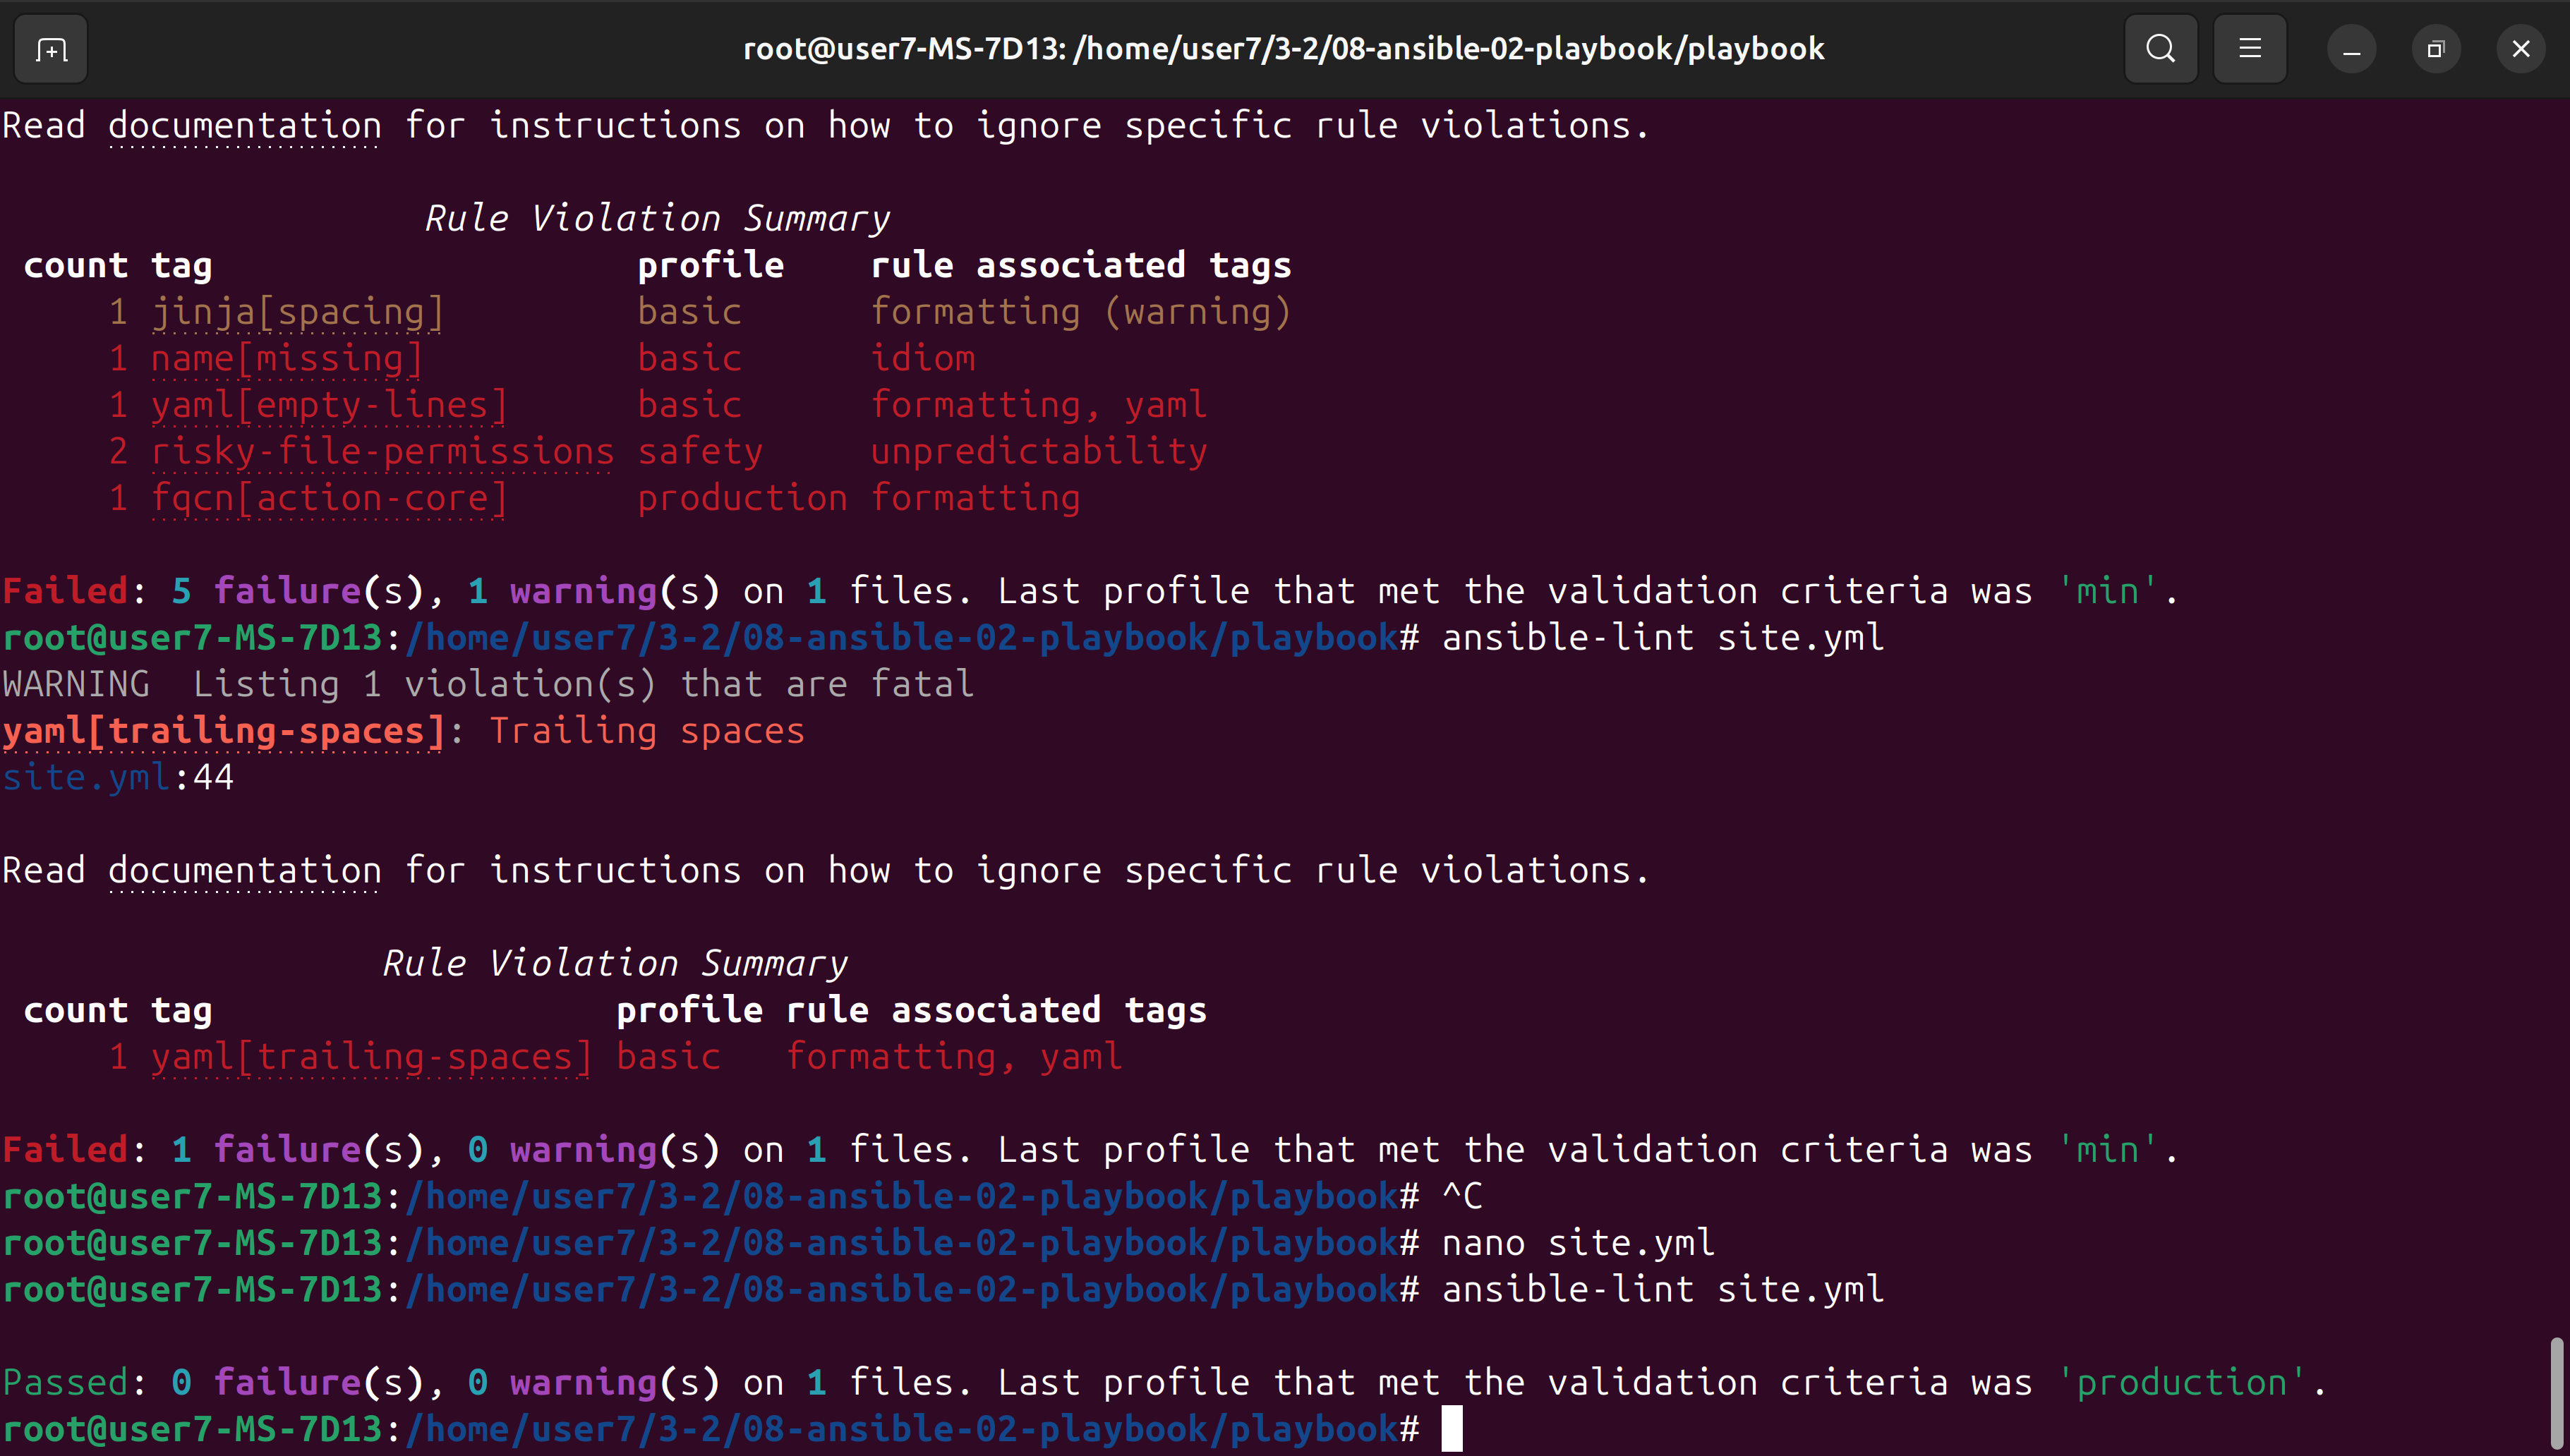 root@user7-MS-7D13: /home/user7/3-2/08-ansible-02-playbook/playbook
Read documentation for instructions on how to ignore specific rule violations.
Rule Violation Summary
count tag profile rule associated tags
1 jinja[spacing] basic formatting (warning)
1 name[missing] basic idiom
1 yaml[empty-lines] basic formatting, yaml
2 risky-file-permissions safety unpredictability
1 fqcn[action-core] production formatting
Failed: 5 failure(s), 1 warning(s) on 1 files. Last profile that met the validation criteria was 'min'.
root@user7-MS-7D13:/home/user7/3-2/08-ansible-02-playbook/playbook# ansible-lint site.yml
WARNING  Listing 1 violation(s) that are fatal
yaml[trailing-spaces]: Trailing spaces
site.yml:44
Read documentation for instructions on how to ignore specific rule violations.
Rule Violation Summary
count tag profile rule associated tags
1 yaml[trailing-spaces] basic formatting, yaml
Failed: 1 failure(s), 0 warning(s) on 1 files. Last profile that met the validation criteria was 'min'.
root@user7-MS-7D13:/home/user7/3-2/08-ansible-02-playbook/playbook# ^C
root@user7-MS-7D13:/home/user7/3-2/08-ansible-02-playbook/playbook# nano site.yml
root@user7-MS-7D13:/home/user7/3-2/08-ansible-02-playbook/playbook# ansible-lint site.yml
Passed: 0 failure(s), 0 warning(s) on 1 files. Last profile that met the validation criteria was 'production'.
root@user7-MS-7D13:/home/user7/3-2/08-ansible-02-playbook/playbook#